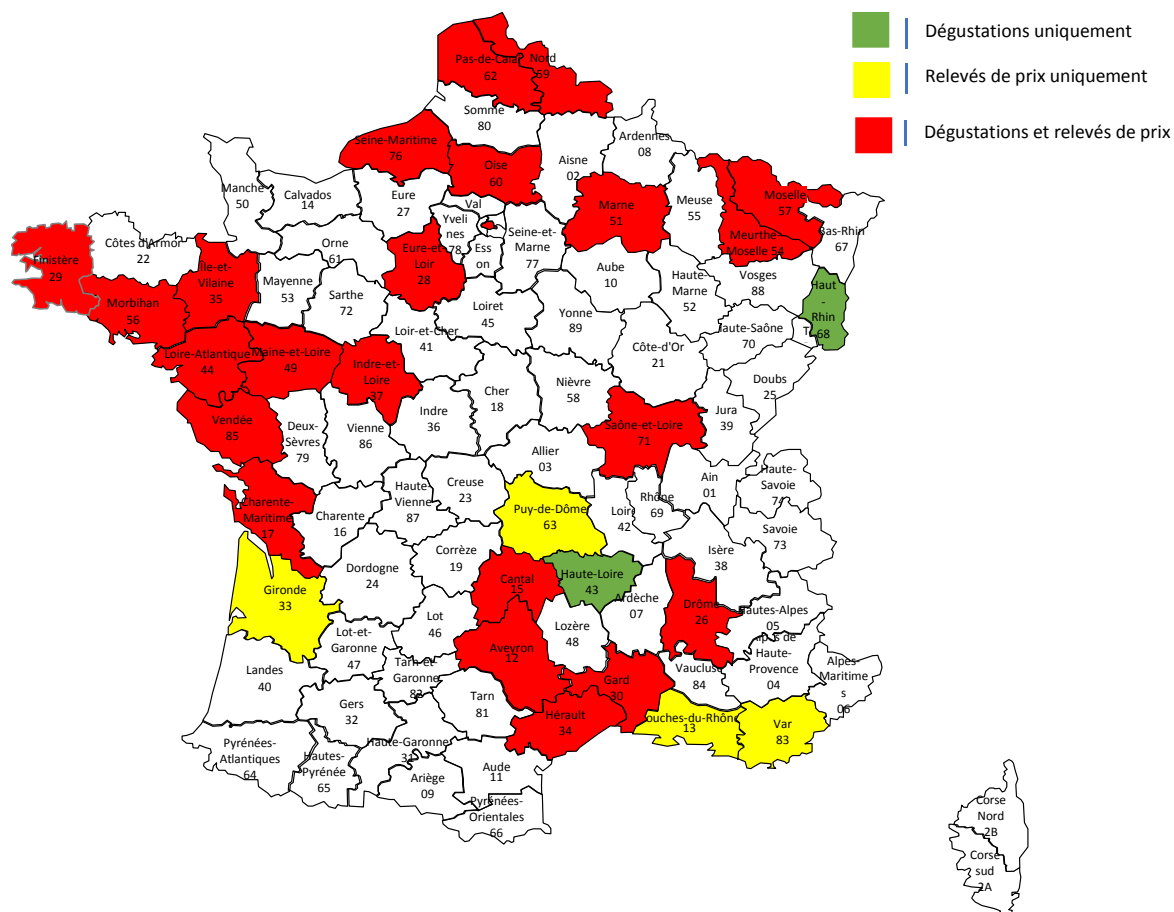 Dégustations uniquement
Relevés de prix uniquement
Dégustations et relevés de prix
Pas-de-Calai
62
Nord
59
Somme
80
Ardennes
08
Seine-Maritime
76
Oise
60
Aisne
02
Manche
50
Calvados
14
Eure
27
Val
Marne
51
Meuse
55
Moselle
57
Meurthe-
Moselle 54
Bas-Rhin
67
Yveli
nes
78
Ess
on
Seine-et-
Marne
77
Finistère
29
Côtes d'Armor
22
Ile-et-
Vilaine
35
Orne
61
Eure-et-
Loir
28
Aube
10
Haute-
Marne
52
Vosges
88
Haut
-
Rhin
68
Morbihan
56
Mayenne
53
Sarthe
72
Loiret
45
Yonne
89
Haute-Saône
70
T
Loir-et-Cher
41
Côte-d'Or
21
Loire-Atlantique
44
Maine-et-Loire
49
Indre-et-
Loire
37
Cher
18
Nièvre
58
Doubs
25
Vendée
85
Deux-
Sèvres
79
Vienne
86
Indre
36
Saône-et-Loire
71
Jura
39
Allier
03
Charente-
Maritime
17
Charente
16
Haute-
Vienne
87
Creuse
23
Puy-de-Dôme
63
Loire
42
Rhône
69
Ain
01
Haute-
Savoie
74
Savoie
73
Isère
38
Corrèze
19
Dordogne
24
Gironde
33
Cantal
15
Haute-Loire
43
Ardèche
07
Drôme
26
Hautes-Alpes
05
Lot
46
Lot-et-
Garonne
47
Aveyron
12
Lozère
48
Landes
40
Tarn-et-
Garonne
82
Tarn
81
Gard
30
Vaucluse
84
Alpes de
Haute-
Provence
04
Alpes-
Maritime
s
06
Gers
32
Hérault
34
ouches-du-Rhôn
13
Var
83
Pyrénées-
Atlantiques
64
Hautes-
Pyrénée
65
Haute-Garonne
31
Ariège
09
Aude
11
Pyrénées-
Orientales
66
Corse
Nord
2B
Corse
sud
2A